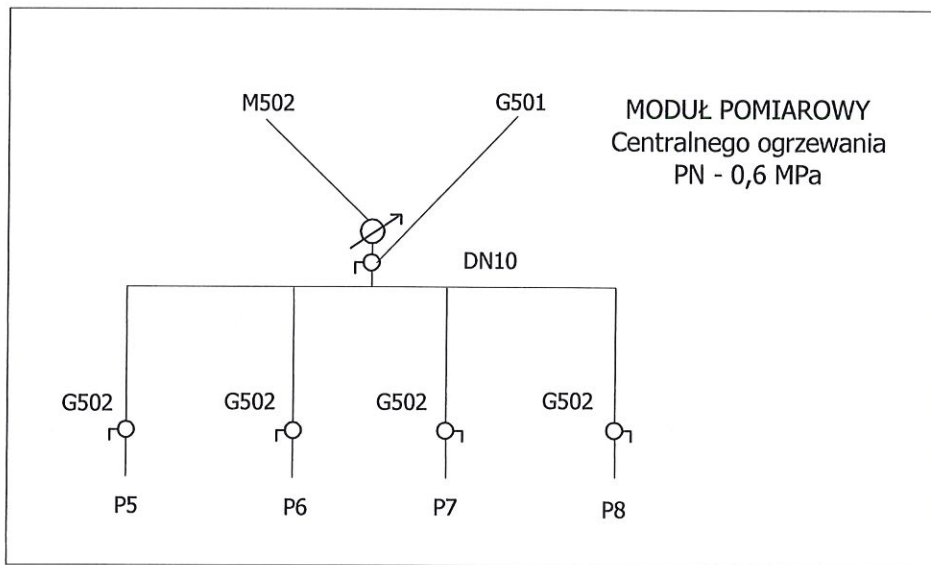 M502
G501
MODUŁ POMIAROWY
Centralnego ogrzewania
PN - 0,6 MPa
DN10
G502
G502
G502
G502
P5
P6
P7
P8